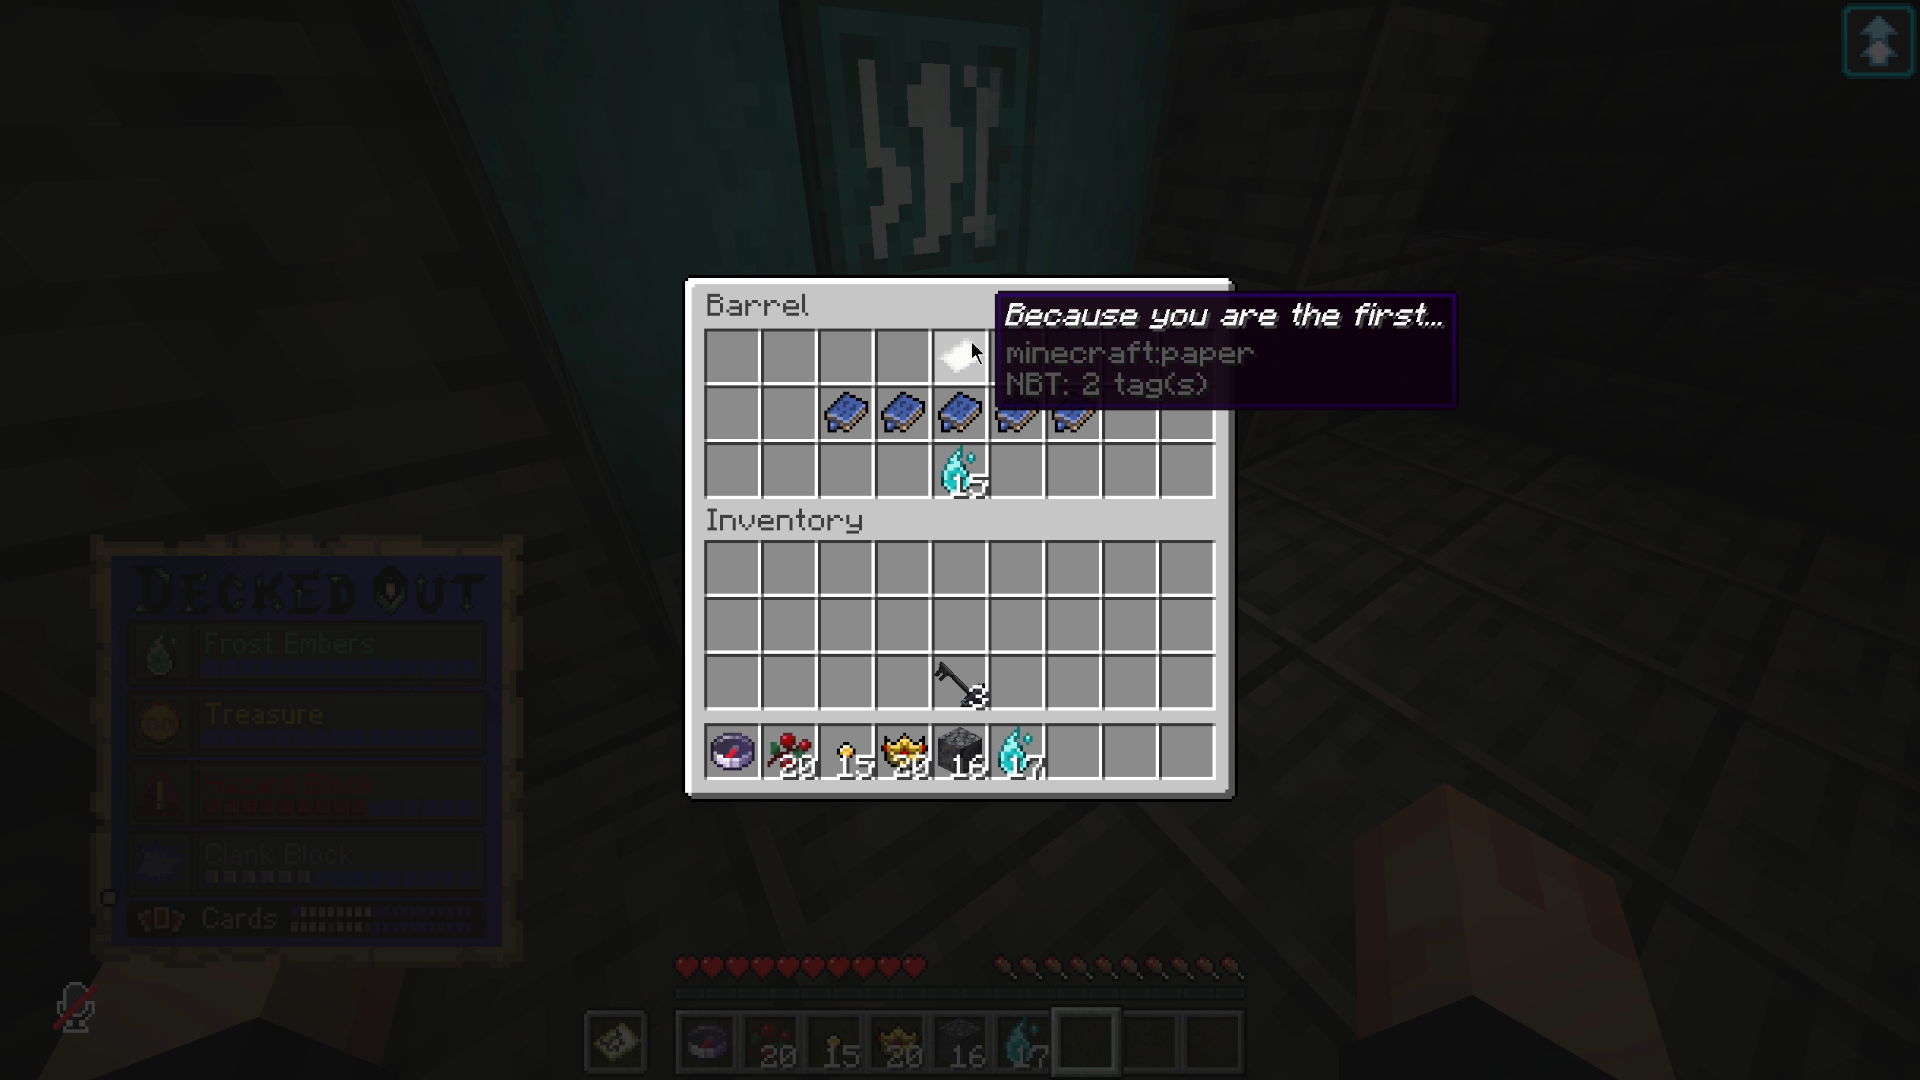 Barrel
Because you are the first...
minecraft:paper
NBT: 2 tag(s)
15
Inventory
3
20
15
20
16
17
DECKED OUT
Frost Embers
Treasure
Hazard Block
Clank Block
Cards
20
15
20
16
17